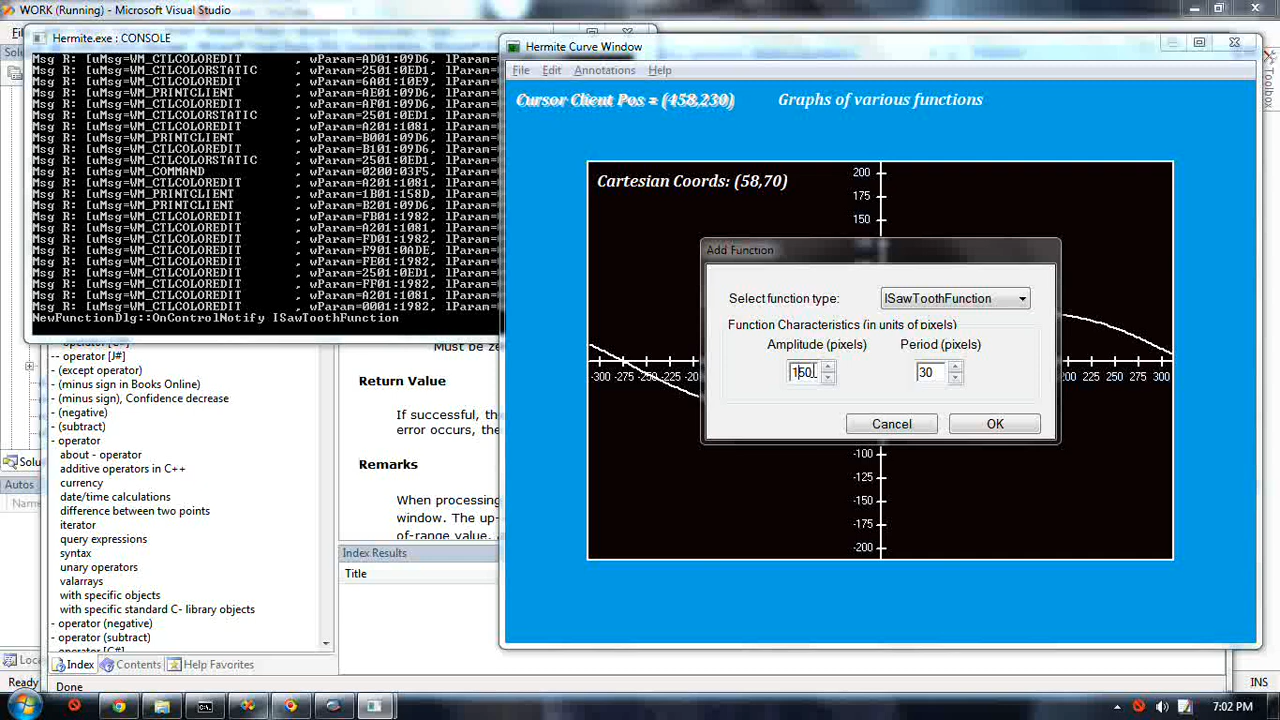 WORK (Running) - Microsoft Visual Studio
Hermite.exe : CONSOLE
Msg R: [uMsg=WM_CTLCOLOREDIT , wParam=AD01:09D6, lParam=
Msg R: [uMsg=WM_CTLCOLORSTATIC , wParam=2501:0ED1, lParam=
Msg R: [uMsg=WM_CTLCOLOREDIT , wParam=6A01:10E9, lParam=
Msg R: [uMsg=WM_PRINTCLIENT , wParam=AE01:09D6, lParam=
Msg R: [uMsg=WM_CTLCOLOREDIT , wParam=AF01:09D6, lParam=
Msg R: [uMsg=WM_CTLCOLORSTATIC , wParam=2501:0ED1, lParam=
Msg R: [uMsg=WM_CTLCOLOREDIT , wParam=A201:1081, lParam=
Msg R: [uMsg=WM_PRINTCLIENT , wParam=B001:09D6, lParam=
Msg R: [uMsg=WM_CTLCOLOREDIT , wParam=B101:09D6, lParam=
Msg R: [uMsg=WM_CTLCOLORSTATIC , wParam=2501:0ED1, lParam=
Msg R: [uMsg=WM_COMMAND , wParam=0200:03F5, lParam=
Msg R: [uMsg=WM_CTLCOLOREDIT , wParam=A201:1081, lParam=
Msg R: [uMsg=WM_PRINTCLIENT , wParam=1B01:158D, lParam=
Msg R: [uMsg=WM_PRINTCLIENT , wParam=B201:09D6, lParam=
Msg R: [uMsg=WM_CTLCOLOREDIT , wParam=FB01:1982, lParam=
Msg R: [uMsg=WM_CTLCOLOREDIT , wParam=A201:1081, lParam=
Msg R: [uMsg=WM_CTLCOLOREDIT , wParam=FD01:1982, lParam=
Msg R: [uMsg=WM_CTLCOLOREDIT , wParam=F901:0ADE, lParam=
Msg R: [uMsg=WM_CTLCOLOREDIT , wParam=FE01:1982, lParam=
Msg R: [uMsg=WM_CTLCOLOREDIT , wParam=2501:0ED1, lParam=
Msg R: [uMsg=WM_CTLCOLOREDIT , wParam=FF01:1982, lParam=
Msg R: [uMsg=WM_CTLCOLOREDIT , wParam=A201:1081, lParam=
Msg R: [uMsg=WM_CTLCOLOREDIT , wParam=0001:1982, lParam=
NewFunctionDlg::OnControlNotify ISawToothFunction
Hermite Curve Window
File Edit Annotations Help
Cursor Client Pos = (458,230) Graphs of various functions
Cartesian Coords: (58,70)
200
175
150
Add Function
Select function type: ISawToothFunction
Function Characteristics (in units of pixels)
Amplitude (pixels) Period (pixels)
150 30
Cancel OK
-300 -275 -250 -225 -20
200 225 250 275 300
-100
-125
-150
-175
-200
Toolbox
-- operator [J#]
(except operator)
(minus sign in Books Online)
(minus sign), Confidence decrease
(negative)
(subtract)
- operator
about - operator
additive operators in C++
currency
date/time calculations
difference between two points
iterator
query expressions
syntax
unary operators
valarrays
with specific objects
with specific standard C- library objects
- operator (negative)
- operator (subtract)
- operator [C#]
Index Contents Help Favorites
Done
Must be ze
Return Value
If successful, th
error occurs, the
Remarks
When processing
window. The up-
of-range value.
Index Results
Title
Solu
Autos
Nam
Loca
Ready
INS
7:02 PM